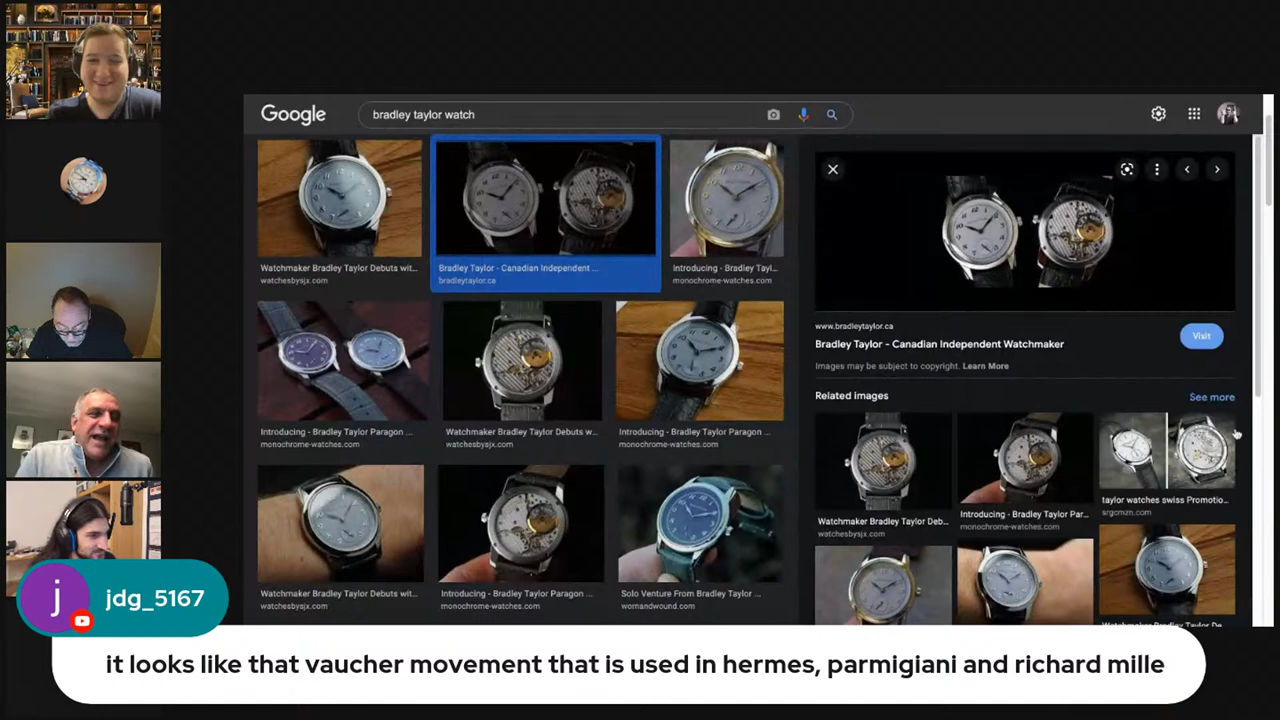 Google
bradley taylor watch
Watchmaker Bradley Taylor Debuts wit...
watchesbysjx.com
Bradley Taylor - Canadian Independent ...
bradleytaylor.ca
Introducing - Bradley Tayl...
monochrome-watches.com
Introducing - Bradley Taylor Paragon ...
monochrome-watches.com
Watchmaker Bradley Taylor Debuts w...
watchesbysjx.com
Introducing - Bradley Taylor Paragon ...
monochrome-watches.com
Watchmaker Bradley Taylor Debuts wit...
watchesbysjx.com
Introducing - Bradley Taylor Paragon ...
monochrome-watches.com
Solo Venture From Bradley Taylor ...
wornandwound.com
www.bradleytaylor.ca
Bradley Taylor - Canadian Independent Watchmaker
Visit
Images may be subject to copyright. Learn More
Related images
See more
Watchmaker Bradley Taylor Deb...
watchesbysjx.com
Introducing - Bradley Taylor Par...
monochrome-watches.com
taylor watches swiss Promotio...
srgomzn.com
j
jdg_5167
it looks like that vaucher movement that is used in hermes, parmigiani and richard mille